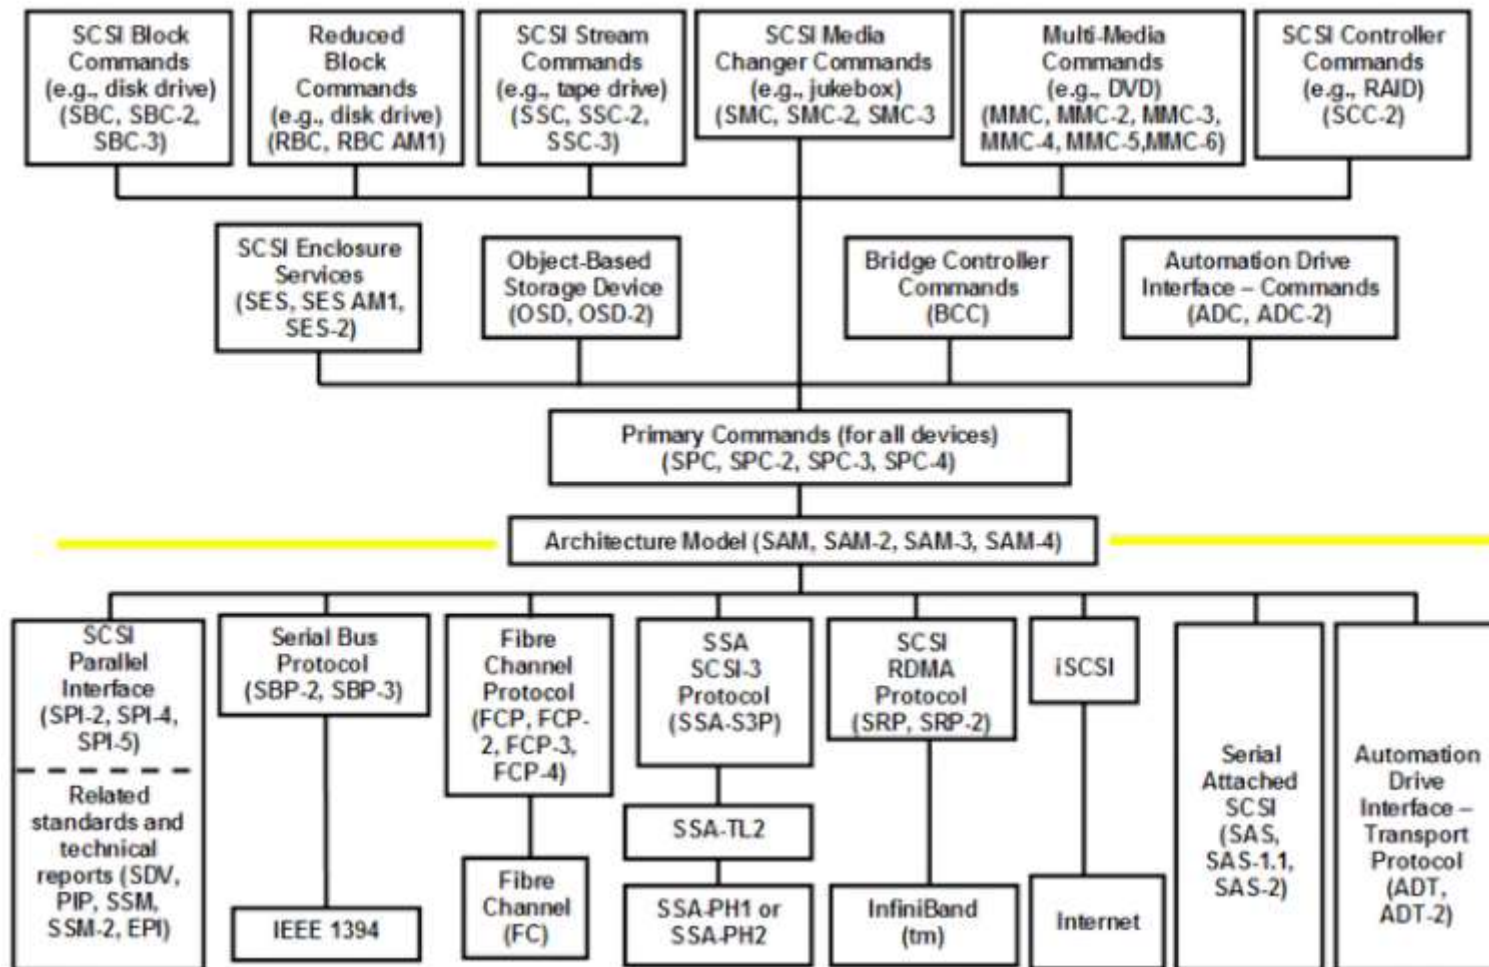 SCSI Block
Commands
(e.g., disk drive)
(SBC, SBC-2,
SBC-3)
Reduced
Block
Commands
(e.g., disk drive)
(RBC, RBC AM1)
SCSI Stream
Commands
(e.g., tape drive)
(SSC, SSC-2,
SSC-3)
SCSI Media
Changer Commands
(e.g., jukebox)
(SMC, SMC-2, SMC-3
Multi-Media
Commands
(e.g., DVD)
(MMC, MMC-2, MMC-3,
MMC-4, MMC-5,MMC-6)
SCSI Controller
Commands
(e.g., RAID)
(SCC-2)
SCSI Enclosure
Services
(SES, SES AM1,
SES-2)
Object-Based
Storage Device
(OSD, OSD-2)
Bridge Controller
Commands
(BCC)
Automation Drive
Interface – Commands
(ADC, ADC-2)
Primary Commands (for all devices)
(SPC, SPC-2, SPC-3, SPC-4)
Architecture Model (SAM, SAM-2, SAM-3, SAM-4)
SCSI
Parallel
Interface
(SPI-2, SPI-4,
SPI-5)
Related
standards and
technical
reports (SDV,
PIP, SSM,
SSM-2, EPI)
Serial Bus
Protocol
(SBP-2, SBP-3)
IEEE 1394
Fibre
Channel
Protocol
(FCP, FCP-
2, FCP-3,
FCP-4)
Fibre
Channel
(FC)
SSA
SCSI-3
Protocol
(SSA-S3P)
SSA-TL2
SSA-PH1 or
SSA-PH2
SCSI
RDMA
Protocol
(SRP, SRP-2)
InfiniBand
(tm)
iSCSI
Internet
Serial
Attached
SCSI
(SAS,
SAS-1.1,
SAS-2)
Automation
Drive
Interface –
Transport
Protocol
(ADT,
ADT-2)